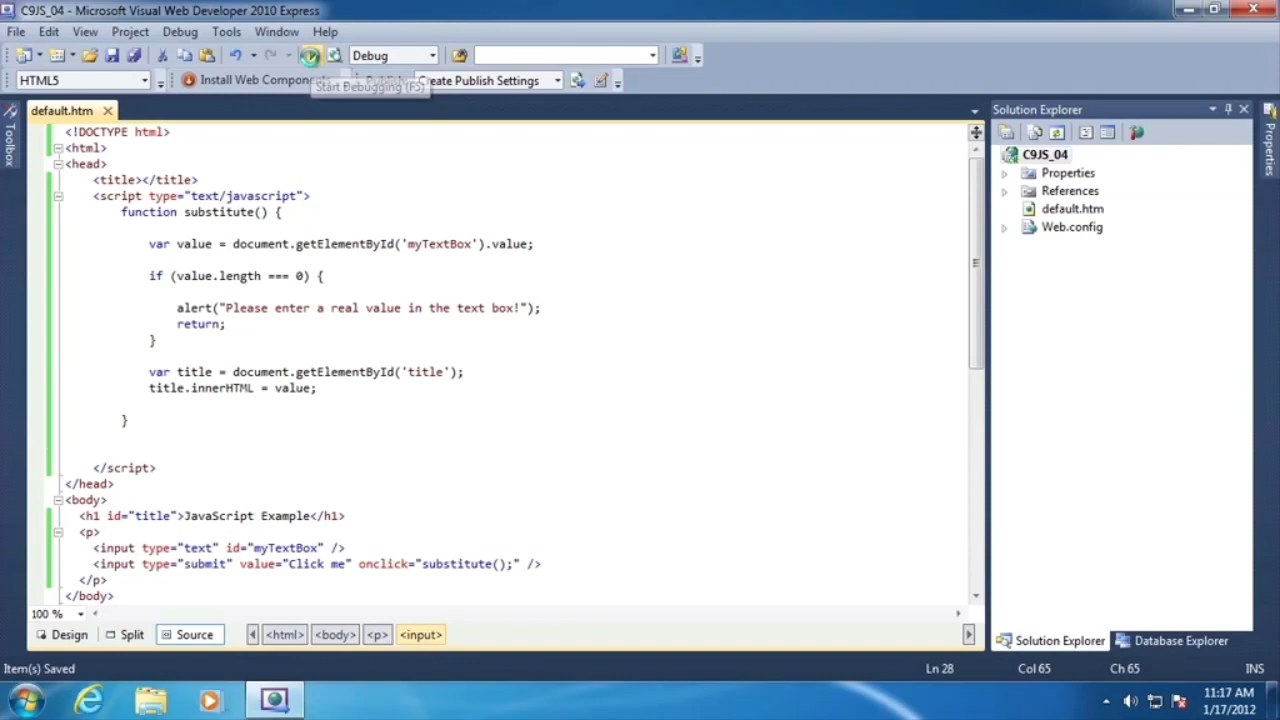 C9JS_04 - Microsoft Visual Web Developer 2010 Express
File Edit View Project Debug Tools Window Help
Debug
HTML5 Install Web Compone Publish: Create Publish Settings
Start Debugging (F5)
Toolbox
default.htm
<!DOCTYPE html>
<html>
<head>
<title></title>
<script type="text/javascript">
function substitute() {
var value = document.getElementById('myTextBox').value;
if (value.length === 0) {
alert("Please enter a real value in the text box!");
return;
}
var title = document.getElementById('title');
title.innerHTML = value;
}
</script>
</head>
<body>
<h1 id="title">JavaScript Example</h1>
<p>
<input type="text" id="myTextBox" />
<input type="submit" value="Click me" onclick="substitute();" />
</p>
</body>
100 %
Design Split Source <html> <body> <p> <input>
Solution Explorer
C9JS_04
Properties
References
default.htm
Web.config
Properties
Solution Explorer Database Explorer
Item(s) Saved Ln 28 Col 65 Ch 65 INS
11:17 AM
1/17/2012